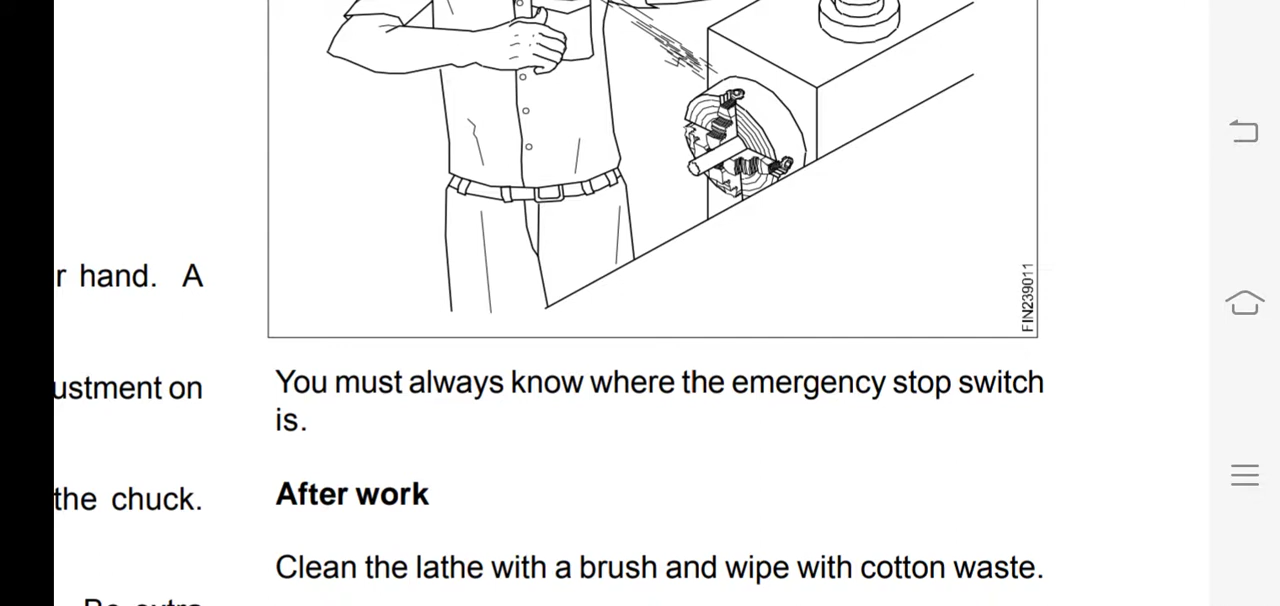 r hand. A
ustment on
the chuck.
FIN239011
You must always know where the emergency stop switch
is.
After work
Clean the lathe with a brush and wipe with cotton waste.